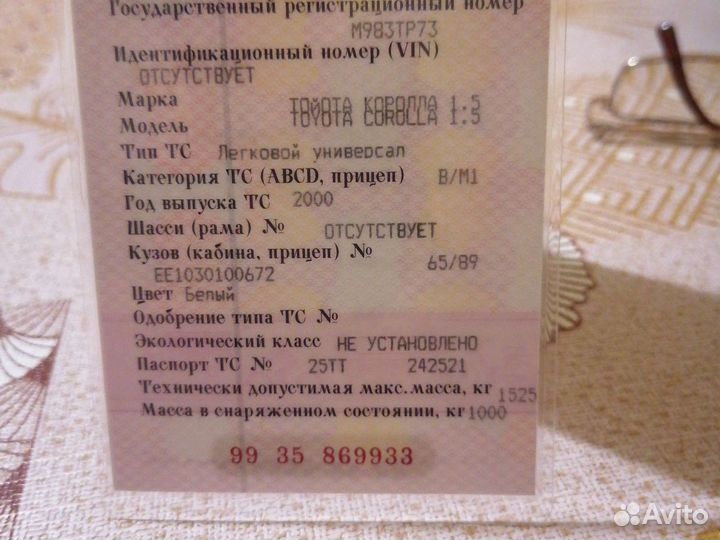 Государственный регистрационный номер
М983ТР73
Идентификационный номер (VIN)
ОТСУТСТВУЕТ
Марка ТОЙОТА КОРОЛЛА 1.5
Модель TOYOTA COROLLA 1.5
Тип ТС Легковой универсал
Категория ТС (ABCD, прицеп) B/M1
Год выпуска ТС 2000
Шасси (рама) № ОТСУТСТВУЕТ
Кузов (кабина, прицеп) № 65/89
EE1030100672
Цвет Белый
Одобрение типа ТС №
Экологический класс НЕ УСТАНОВЛЕНО
Паспорт ТС № 25ТТ 242521
Технически допустимая макс.масса, кг 1525
Масса в снаряженном состоянии, кг 1000
99 35 869933
Avito